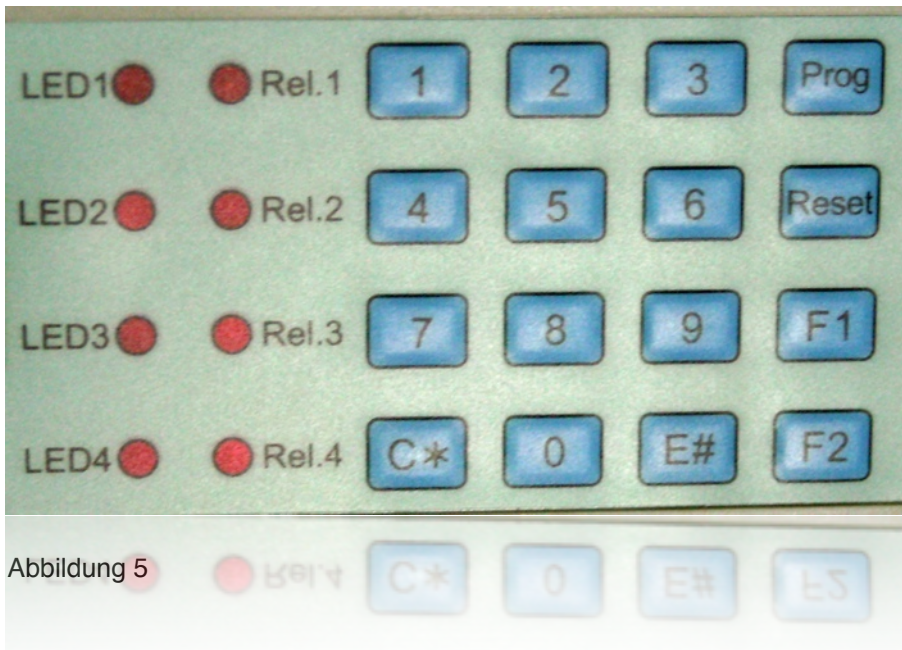 LED1 Rel.1 1 2 3 Prog
LED2 Rel.2 4 5 6 Reset
LED3 Rel.3 7 8 9 F1
LED4 Rel.4 C* 0 E# F2
Abbildung 5